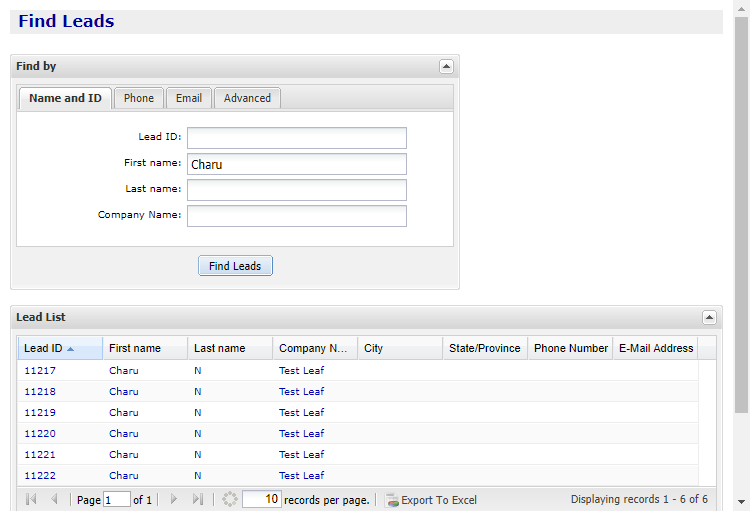 Find Leads
Find by
Name and ID Phone Email Advanced
Lead ID:
First name: Charu
Last name:
Company Name:
Find Leads
Lead List
Lead ID First name Last name Company N... City State/Province Phone Number E-Mail Address
11217 Charu N Test Leaf
11218 Charu N Test Leaf
11219 Charu N Test Leaf
11220 Charu N Test Leaf
11221 Charu N Test Leaf
11222 Charu N Test Leaf
Page 1 of 1 10 records per page. Export To Excel Displaying records 1 - 6 of 6